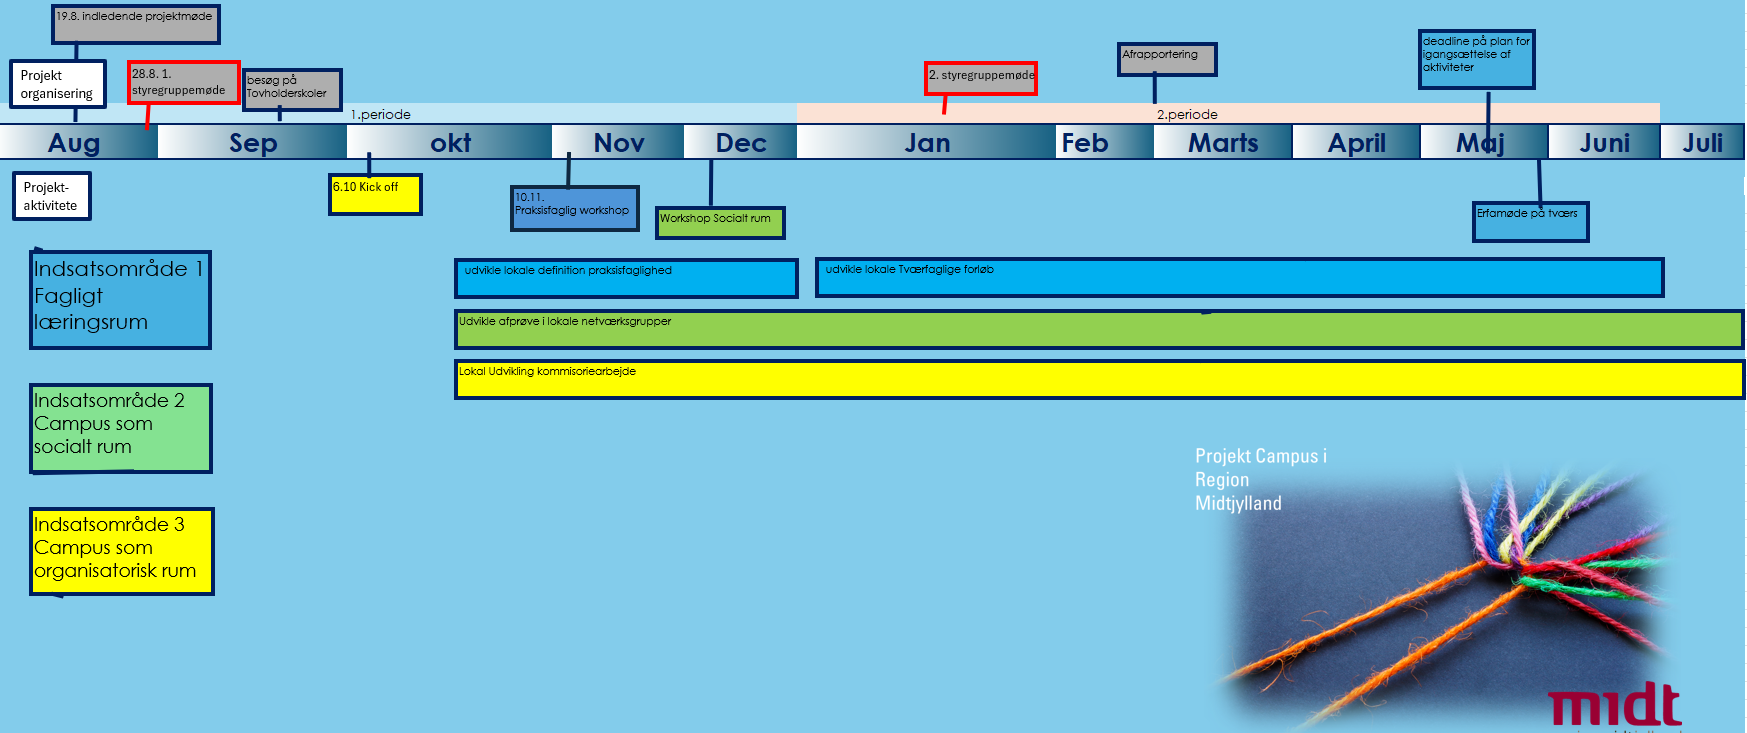 19.8. indledende projektmøde
Projekt
organisering
28.8. 1.
styregruppemøde
besøg på
Tovholderskoler
2. styregruppemøde
Afrapportering
deadline på plan for
igangsættelse af
aktiviteter
1.periode
2.periode
Aug
Sep
okt
Nov
Dec
Jan
Feb
Marts
April
Maj
Juni
Juli
Projekt-
aktivitete
6.10 Kick off
10.11.
Praksisfaglig workshop
Workshop Socialt rum
Erfamøde på tværs
Indsatsområde 1
Fagligt
læringsrum
udvikle lokale definition praksisfaglighed
udvikle lokale Tværfaglige forløb
Udvikle afprøve i lokale netværksgrupper
Lokal Udvikling kommisoriearbejde
Indsatsområde 2
Campus som
socialt rum
Indsatsområde 3
Campus som
organisatorisk rum
Projekt Campus i
Region
Midtjylland
midt